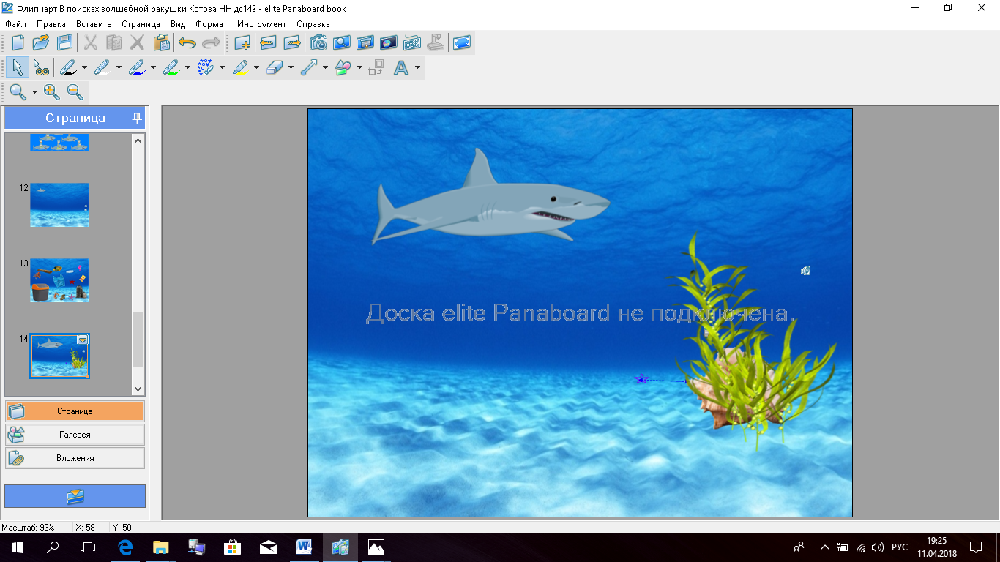 Флипчарт В поисках волшебной ракушки Котова НН дс142 - elite Panaboard book
Файл Правка Вставить Страница Вид Формат Инструмент Справка
Страница
12
13
14
Доска elite Panaboard не подключена.
Страница
Галерея
Вложения
Масштаб: 93% X: 58 Y: 50
РУС 19:25
11.04.2018